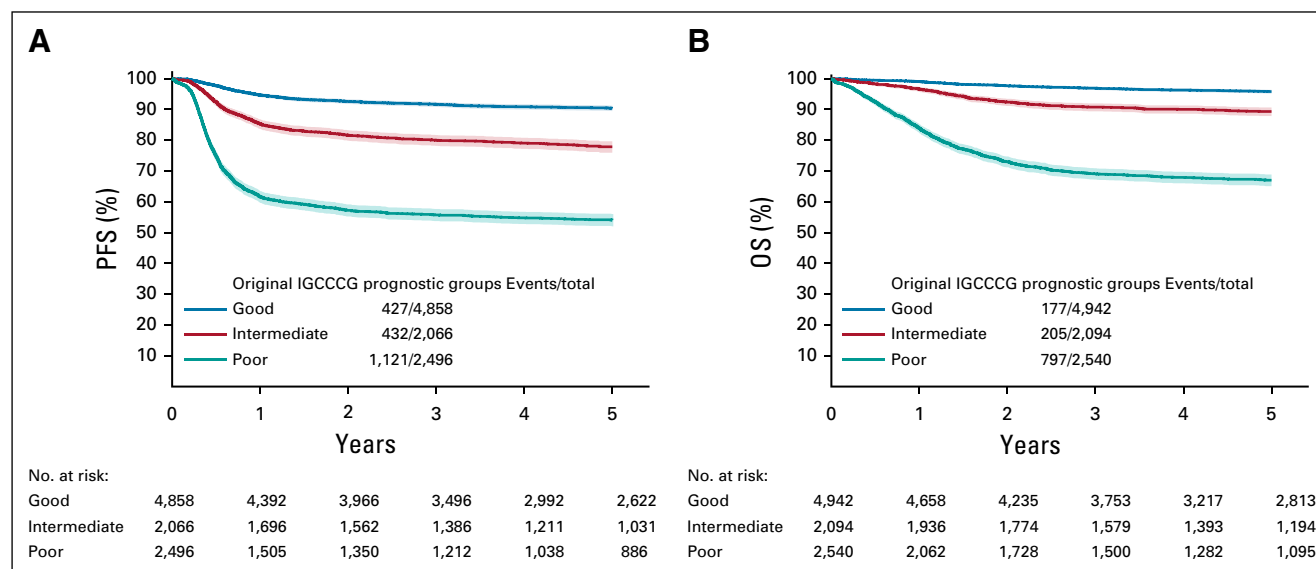 A
PFS (%)
100
90
80
70
60
50
40
30
20
10
Original IGCCCG prognostic groups Events/total
Good 427/4,858
Intermediate 432/2,066
Poor 1,121/2,496
0 1 2 3 4 5
Years
No. at risk:
Good 4,858 4,392 3,966 3,496 2,992 2,622
Intermediate 2,066 1,696 1,562 1,386 1,211 1,031
Poor 2,496 1,505 1,350 1,212 1,038 886
B
OS (%)
100
90
80
70
60
50
40
30
20
10
Original IGCCCG prognostic groups Events/total
Good 177/4,942
Intermediate 205/2,094
Poor 797/2,540
0 1 2 3 4 5
Years
No. at risk:
Good 4,942 4,658 4,235 3,753 3,217 2,813
Intermediate 2,094 1,936 1,774 1,579 1,393 1,194
Poor 2,540 2,062 1,728 1,500 1,282 1,095